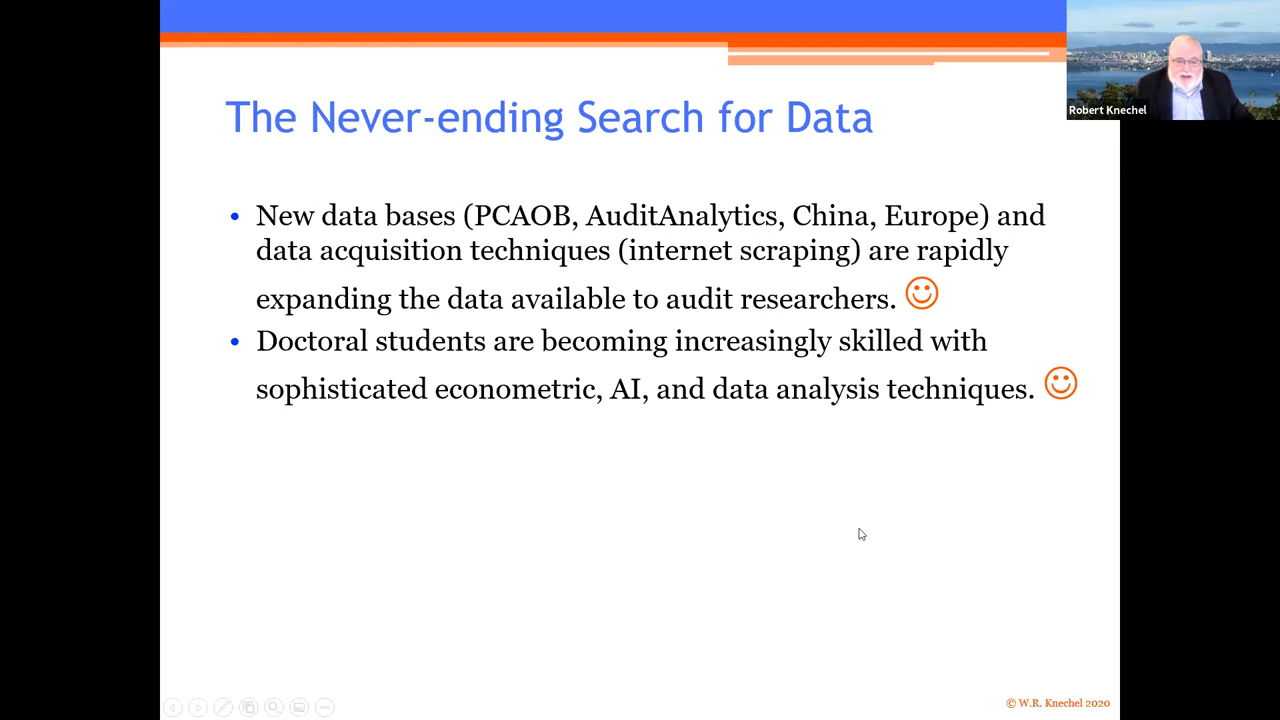 Robert Knechel
The Never-ending Search for Data
• New data bases (PCAOB, AuditAnalytics, China, Europe) and
data acquisition techniques (internet scraping) are rapidly
expanding the data available to audit researchers. ☺
• Doctoral students are becoming increasingly skilled with
sophisticated econometric, AI, and data analysis techniques. ☺
© W.R. Knechel 2020